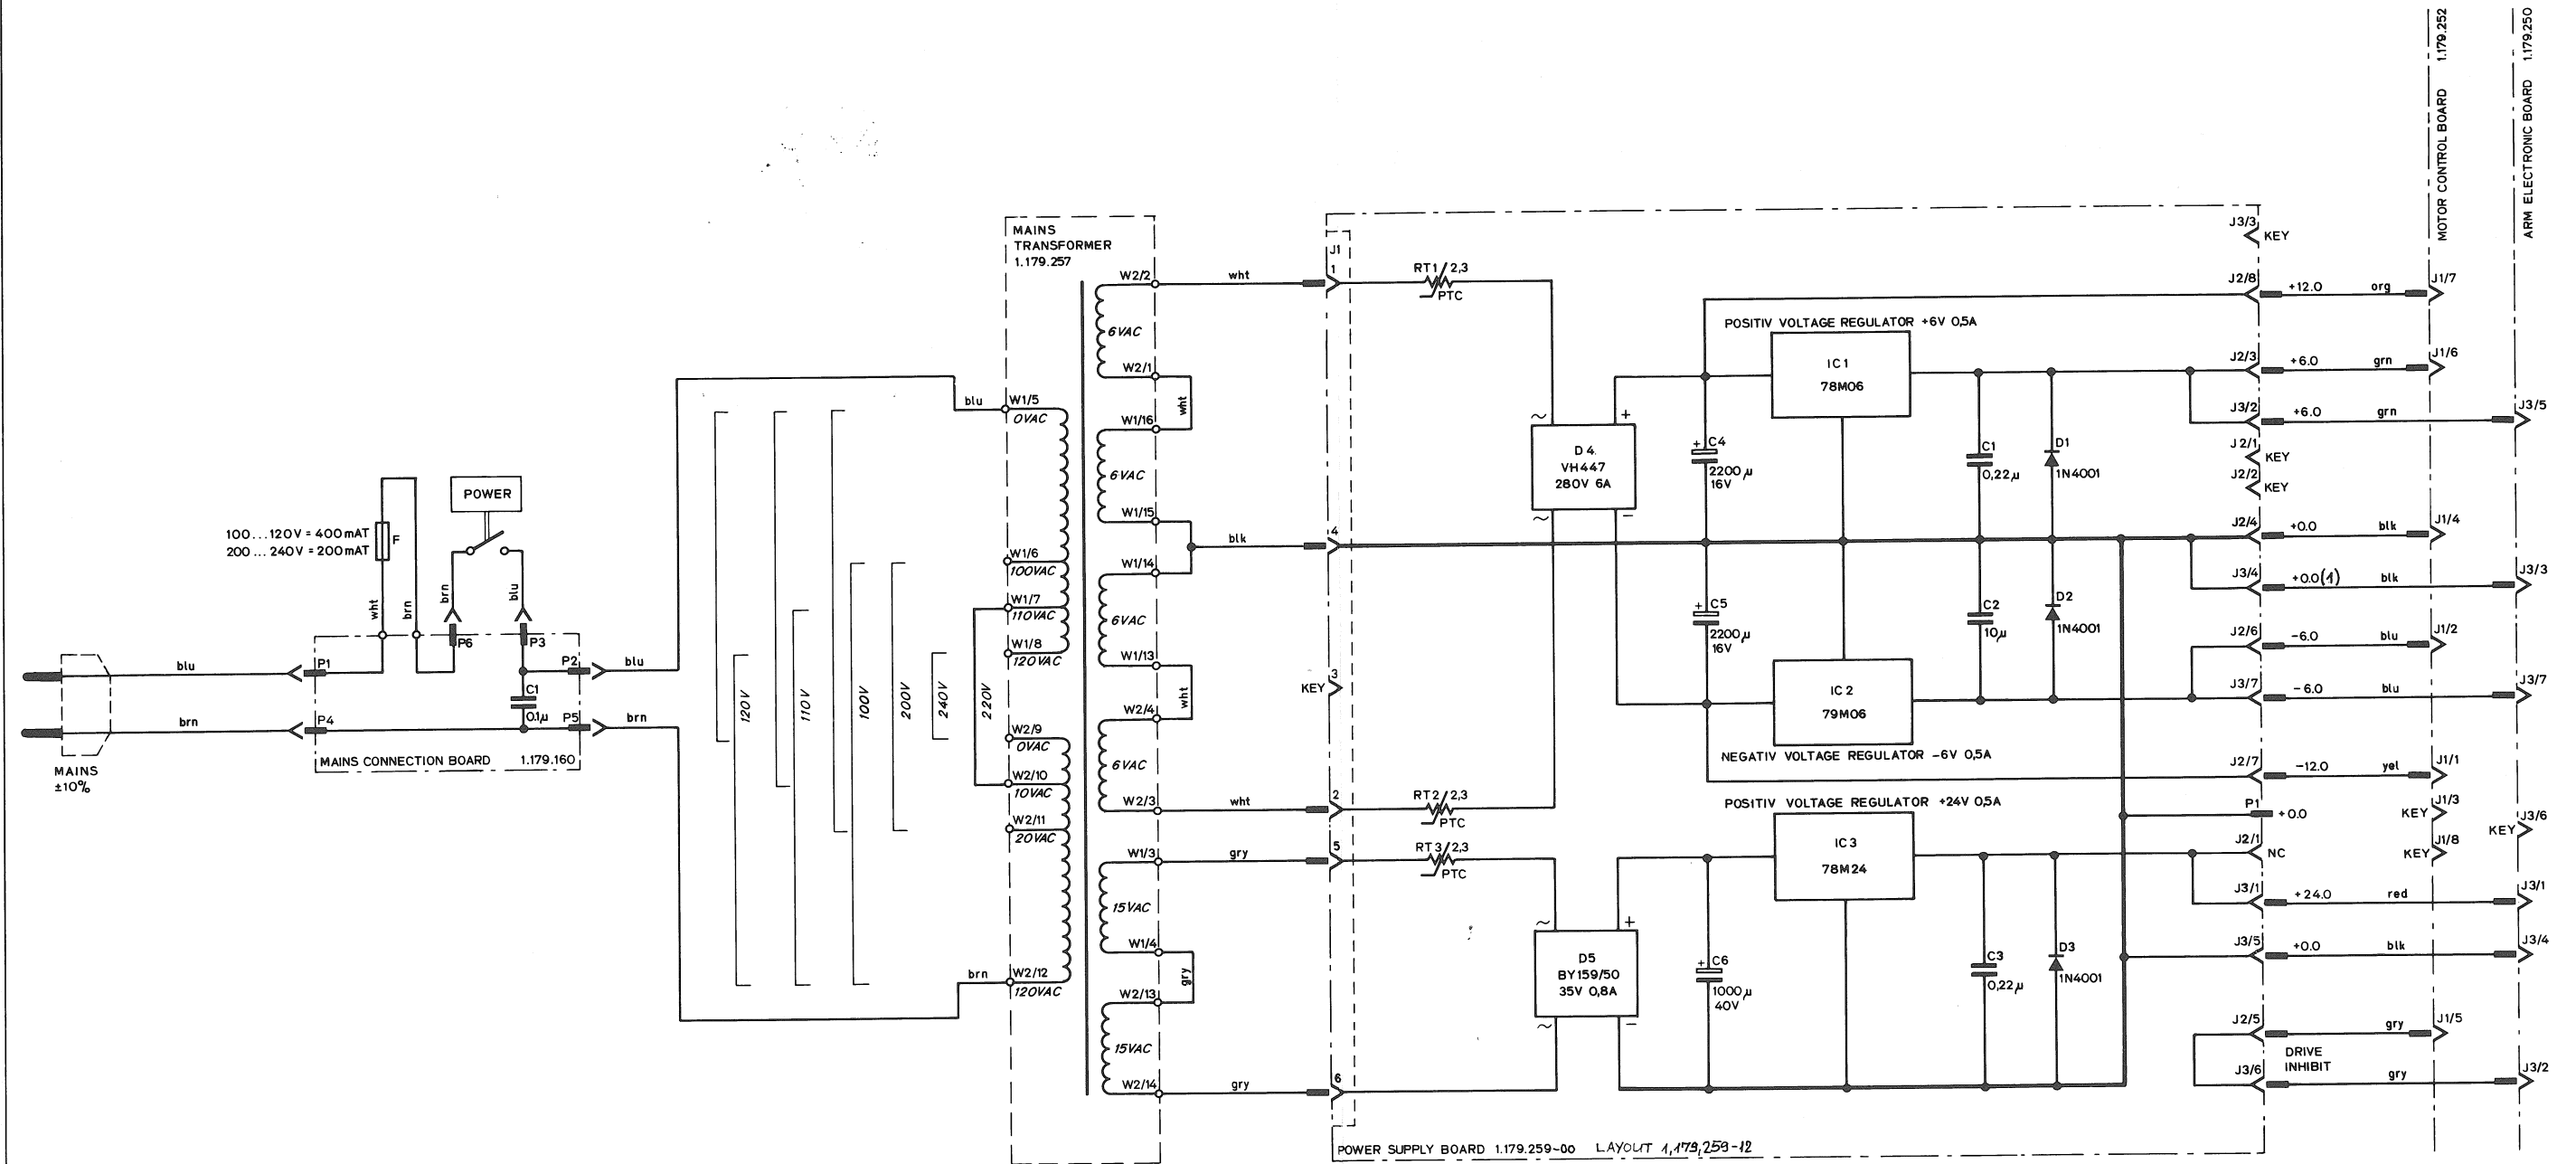 MOTOR CONTROL BOARD 1.179.252
ARM ELECTRONIC BOARD 1.179.250
100...120V = 400mAT
200...240V = 200mAT
F
POWER
wht
brn
brn
blu
P6
P3
blu
P1
P2
blu
C1
0.1µ
brn
P4
P5
brn
MAINS CONNECTION BOARD 1.179.160
MAINS
±10%
120V
110V
100V
200V
240V
220V
MAINS
TRANSFORMER
1.179.257
blu
W1/5
0VAC
W1/6
100VAC
W1/7
110VAC
W1/8
120VAC
W2/9
0VAC
W2/10
10VAC
W2/11
20VAC
brn
W2/12
120VAC
W2/2
6VAC
W2/1
wht
W1/16
6VAC
W1/15
W1/14
6VAC
W1/13
wht
W2/4
6VAC
W2/3
W1/3
15VAC
W1/4
gry
W2/13
15VAC
W2/14
wht
blk
wht
gry
gry
J1
1
4
3
KEY
2
5
6
RT1/2,3
PTC
RT2/2,3
PTC
RT3/2,3
PTC
~
+
D4
VH447
280V 6A
~
−
~
+
D5
BY159/50
35V 0,8A
~
−
POSITIV VOLTAGE REGULATOR +6V 0,5A
IC1
78M06
+ C4
2200µ
16V
C1
0,22µ
D1
1N4001
+ C5
2200µ
16V
C2
10µ
D2
1N4001
IC2
79M06
NEGATIV VOLTAGE REGULATOR −6V 0,5A
POSITIV VOLTAGE REGULATOR +24V 0,5A
IC3
78M24
+ C6
1000µ
40V
C3
0,22µ
D3
1N4001
J3/3
KEY
J2/8 +12.0 org J1/7
J2/3 +6.0 grn J1/6
J3/2 +6.0 grn J3/5
J2/1
KEY
J2/2
KEY
J2/4 +0.0 blk J1/4
J3/4 +0.0(1) blk J3/3
J2/6 −6.0 blu J1/2
J3/7 −6.0 blu J3/7
J2/7 −12.0 yel J1/1
P1 +0.0
KEY J1/3
KEY J3/6
J2/1 NC
KEY J1/8
J3/1 +24.0 red J3/1
J3/5 +0.0 blk J3/4
J2/5 gry J1/5
DRIVE
INHIBIT
J3/6 gry J3/2
POWER SUPPLY BOARD 1.179.259-00 LAYOUT 1,179,259-12